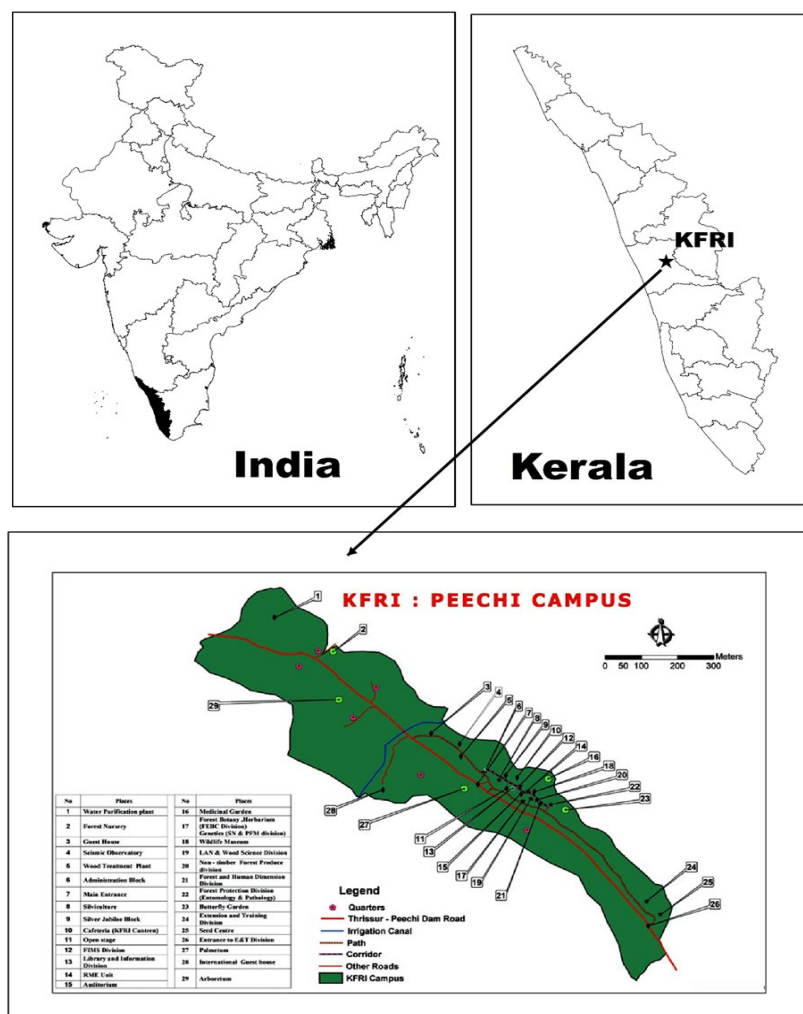 KFRI
India
Kerala
KFRI : PEECHI CAMPUS
0 50 100 200 300 Meters
1
2
3
4
5
6
7
8
9
10
12
14
16
18
20
22
23
24
25
26
29
28
27
11
13
15
17
19
21
No Places No Places
1 Water Purification plant 16 Medicinal Garden
2 Forest Nursery 17 Forest Botany ,Herbarium
(FEBC Division)
Genetics (SN & PFM division)
3 Guest House 18 Wildlife Museum
4 Seismic Observatory 19 LAN & Wood Science Division
5 Wood Treatment Plant 20 Non - timber Forest Produce
division
6 Administration Block 21 Forest and Human Dimension
Division
7 Main Entrance 22 Forest Protection Division
(Entomology & Pathology)
8 Silviculture 23 Butterfly Garden
9 Silver Jubilee Block 24 Extension and Training
Division
10 Cafeteria (KFRI Canteen) 25 Seed Centre
11 Open stage 26 Entrance to E&T Division
12 FIMS Division 27 Palmetum
13 Library and Information
Division 28 International Guest house
14 RME Unit 29 Arboretum
15 Auditorium
Legend
Quarters
Thrissur - Peechi Dam Road
Irrigation Canal
Path
Corridor
Other Roads
KFRI Campus